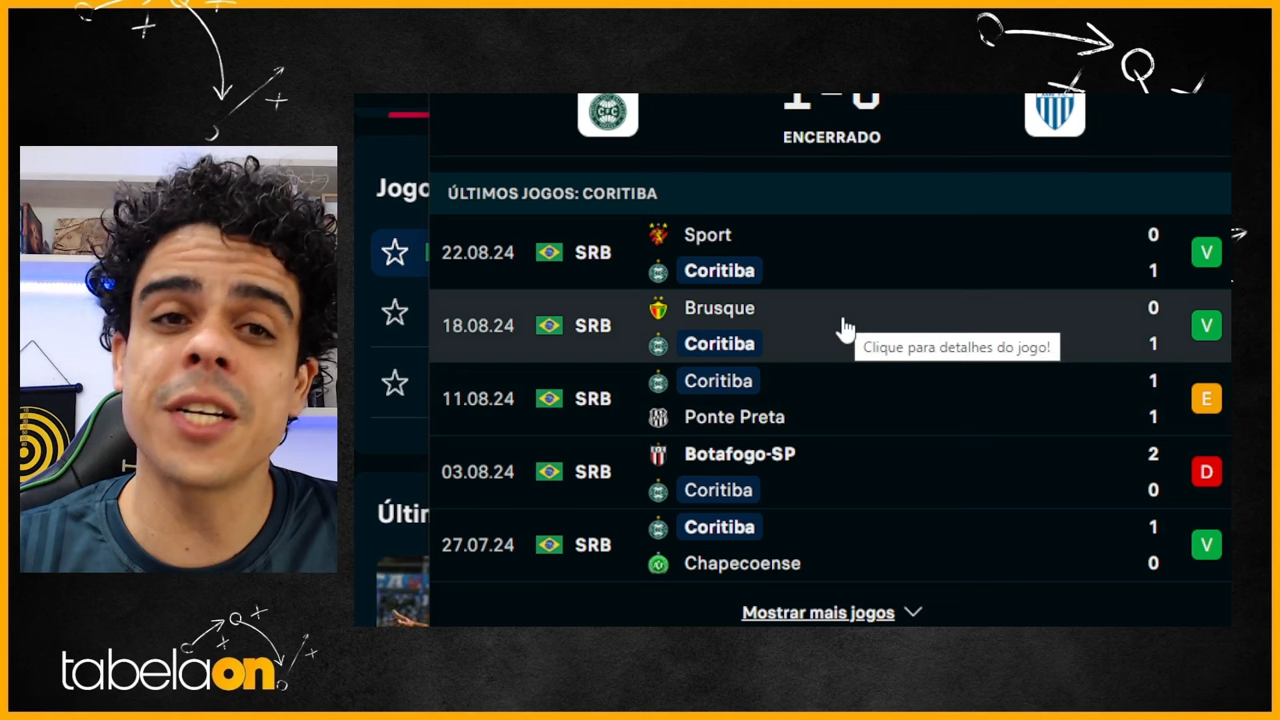 1 - 0
ENCERRADO
Jogo
ÚLTIMOS JOGOS: CORITIBA
22.08.24 SRB Sport 0
Coritiba 1 V
18.08.24 SRB Brusque 0
Coritiba 1 V
Clique para detalhes do jogo!
11.08.24 SRB Coritiba 1
Ponte Preta 1 E
03.08.24 SRB Botafogo-SP 2
Coritiba 0 D
27.07.24 SRB Coritiba 1
Chapecoense 0 V
Últir
Mostrar mais jogos
tabelaon